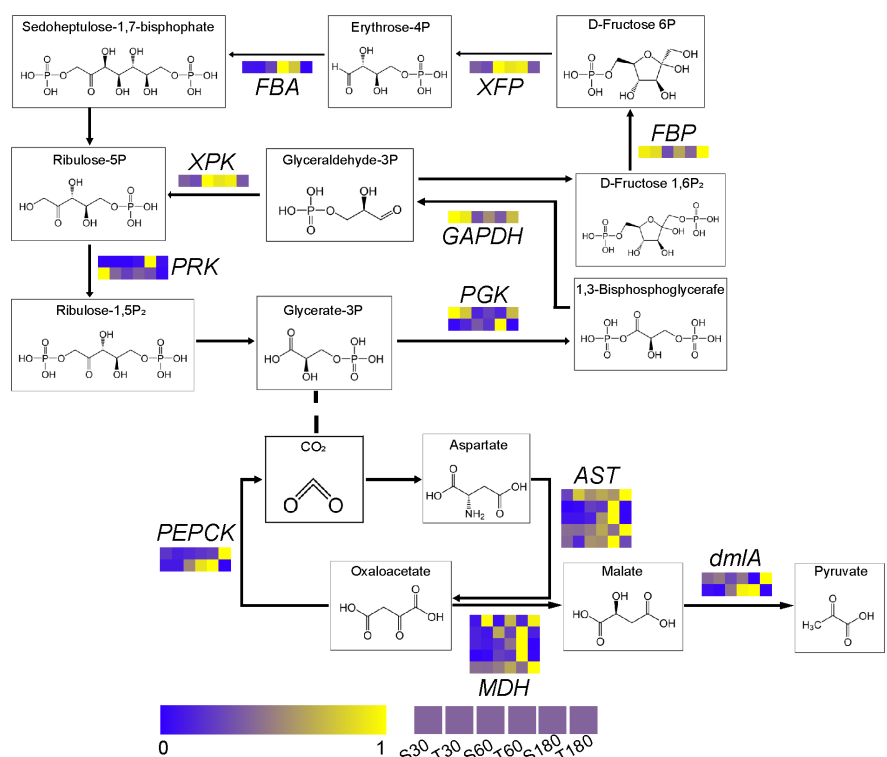 Sedoheptulose-1,7-bisphophate
Erythrose-4P
D-Fructose 6P
FBA
XFP
FBP
Ribulose-5P
XPK
Glyceraldehyde-3P
D-Fructose 1,6P₂
GAPDH
PRK
Ribulose-1,5P₂
Glycerate-3P
PGK
1,3-Bisphosphoglycerafe
CO₂
Aspartate
AST
PEPCK
Oxaloacetate
Malate
dmlA
Pyruvate
MDH
0
1
S30
T30
S60
T60
S180
T180